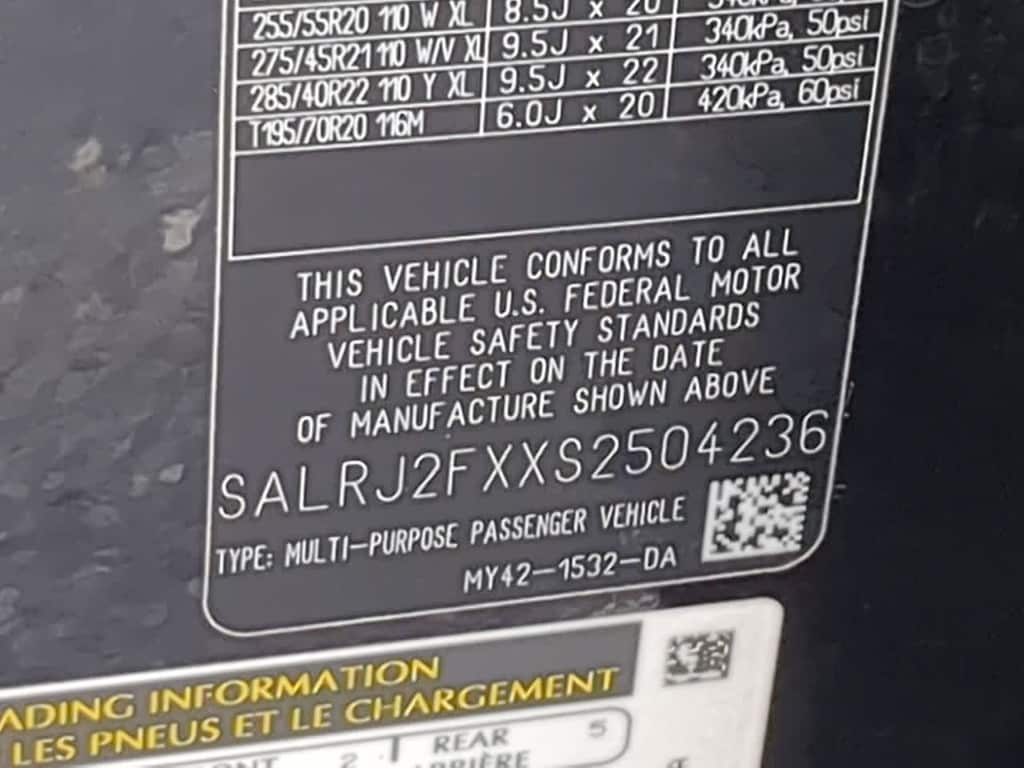 255/55R20 110 W XL 8.5J x 20
275/45R21 110 W/V XL 9.5J x 21 340kPa, 50psi
285/40R22 110 Y XL 9.5J x 22 340kPa, 50psi
T195/70R20 116M 6.0J x 20 420kPa, 60psi
THIS VEHICLE CONFORMS TO ALL
APPLICABLE U.S. FEDERAL MOTOR
VEHICLE SAFETY STANDARDS
IN EFFECT ON THE DATE
OF MANUFACTURE SHOWN ABOVE
SALRJ2FXXS2504236
TYPE: MULTI-PURPOSE PASSENGER VEHICLE
MY42-1532-DA
ADING INFORMATION
LES PNEUS ET LE CHARGEMENT
2 REAR 5